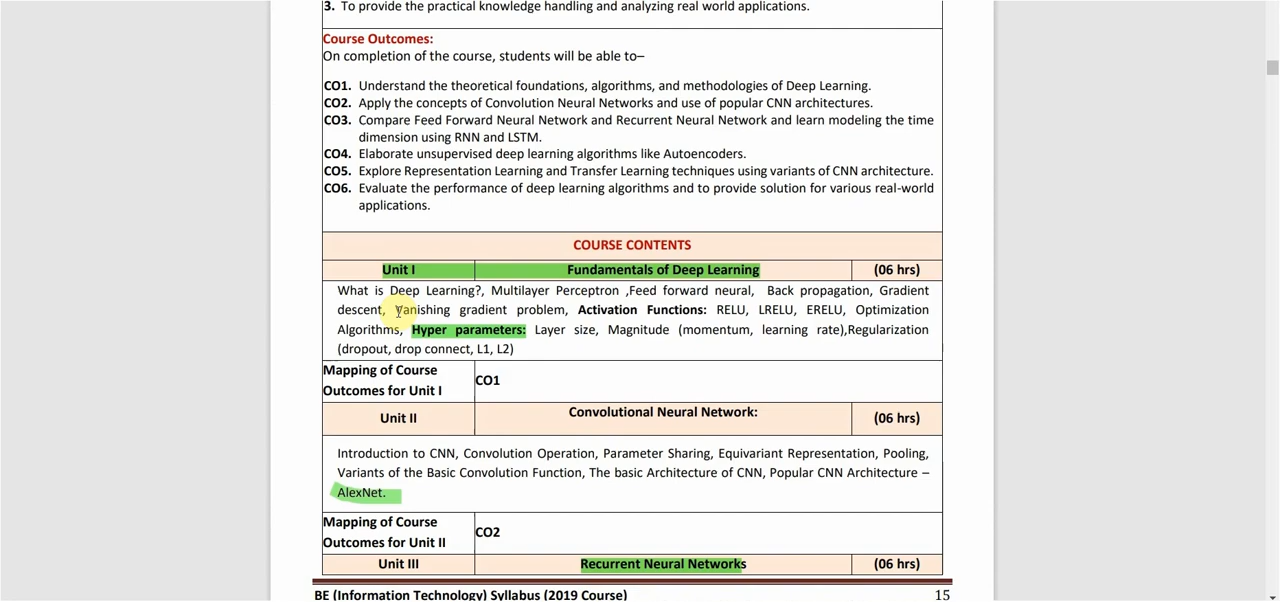 3. To provide the practical knowledge handling and analyzing real world applications.
Course Outcomes:
On completion of the course, students will be able to–
CO1. Understand the theoretical foundations, algorithms, and methodologies of Deep Learning.
CO2. Apply the concepts of Convolution Neural Networks and use of popular CNN architectures.
CO3. Compare Feed Forward Neural Network and Recurrent Neural Network and learn modeling the time
dimension using RNN and LSTM.
CO4. Elaborate unsupervised deep learning algorithms like Autoencoders.
CO5. Explore Representation Learning and Transfer Learning techniques using variants of CNN architecture.
CO6. Evaluate the performance of deep learning algorithms and to provide solution for various real-world
applications.
COURSE CONTENTS
Unit I Fundamentals of Deep Learning (06 hrs)
What is Deep Learning?, Multilayer Perceptron ,Feed forward neural, Back propagation, Gradient
descent, Vanishing gradient problem, Activation Functions: RELU, LRELU, ERELU, Optimization
Algorithms, Hyper parameters: Layer size, Magnitude (momentum, learning rate),Regularization
(dropout, drop connect, L1, L2)
Mapping of Course
Outcomes for Unit I
CO1
Unit II Convolutional Neural Network: (06 hrs)
Introduction to CNN, Convolution Operation, Parameter Sharing, Equivariant Representation, Pooling,
Variants of the Basic Convolution Function, The basic Architecture of CNN, Popular CNN Architecture –
AlexNet.
Mapping of Course
Outcomes for Unit II
CO2
Unit III Recurrent Neural Networks (06 hrs)
BE (Information Technology) Syllabus (2019 Course) 15